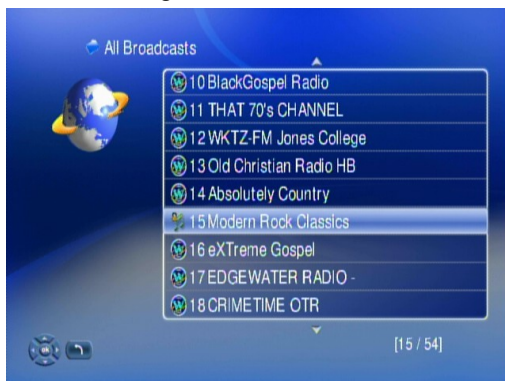 All Broadcasts
10 BlackGospel Radio
11 THAT 70's CHANNEL
12 WKTZ-FM Jones College
13 Old Christian Radio HB
14 Absolutely Country
15 Modern Rock Classics
16 eXTreme Gospel
17 EDGEWATER RADIO -
18 CRIMETIME OTR
[15 / 54]